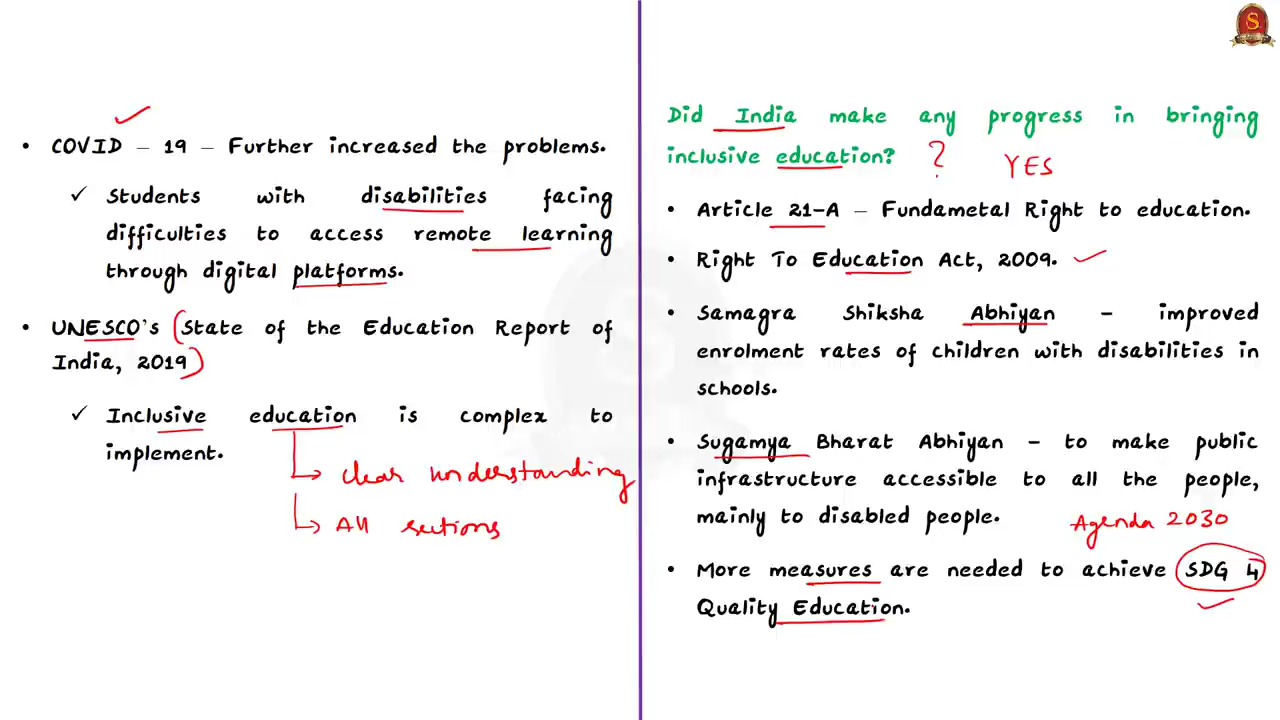 • COVID – 19 – Further increased the problems.
✓ Students with disabilities facing
difficulties to access remote learning
through digital platforms.
• UNESCO's (State of the Education Report of
India, 2019)
✓ Inclusive education is complex to
implement.
clear understanding
All sections
Did India make any progress in bringing
inclusive education? ? YES
• Article 21-A – Fundametal Right to education.
• Right To Education Act, 2009.
• Samagra Shiksha Abhiyan – improved
enrolment rates of children with disabilities in
schools.
• Sugamya Bharat Abhiyan – to make public
infrastructure accessible to all the people,
mainly to disabled people.
Agenda 2030
• More measures are needed to achieve SDG 4
Quality Education.
S